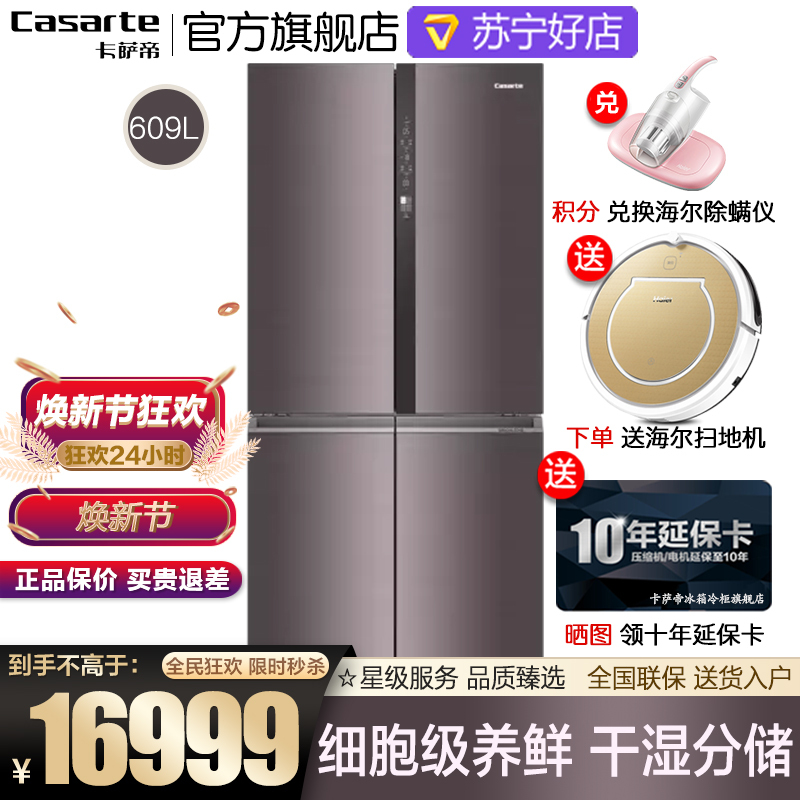 Casarte
卡萨帝
官方旗舰店
苏宁好店
609L
Casarte
兑
积分 兑换海尔除螨仪
送
Haier
下单 送海尔扫地机
焕新节狂欢
狂欢24小时
焕新节
正品保价 买贵退差
送
10年延保卡
压缩机/电机延保至10年
卡萨帝冰箱冷柜旗舰店
晒图 领十年延保卡
到手不高于:
全民狂欢 限时秒杀
¥16999
☆星级服务 品质臻选
全国联保 送货入户
细胞级养鲜 干湿分储